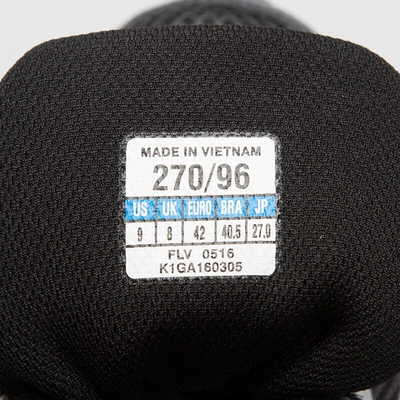 MADE IN VIETNAM
270/96
US UK EURO BRA JP
9 8 42 40.5 27.0
FLV 0516
K1GA160305